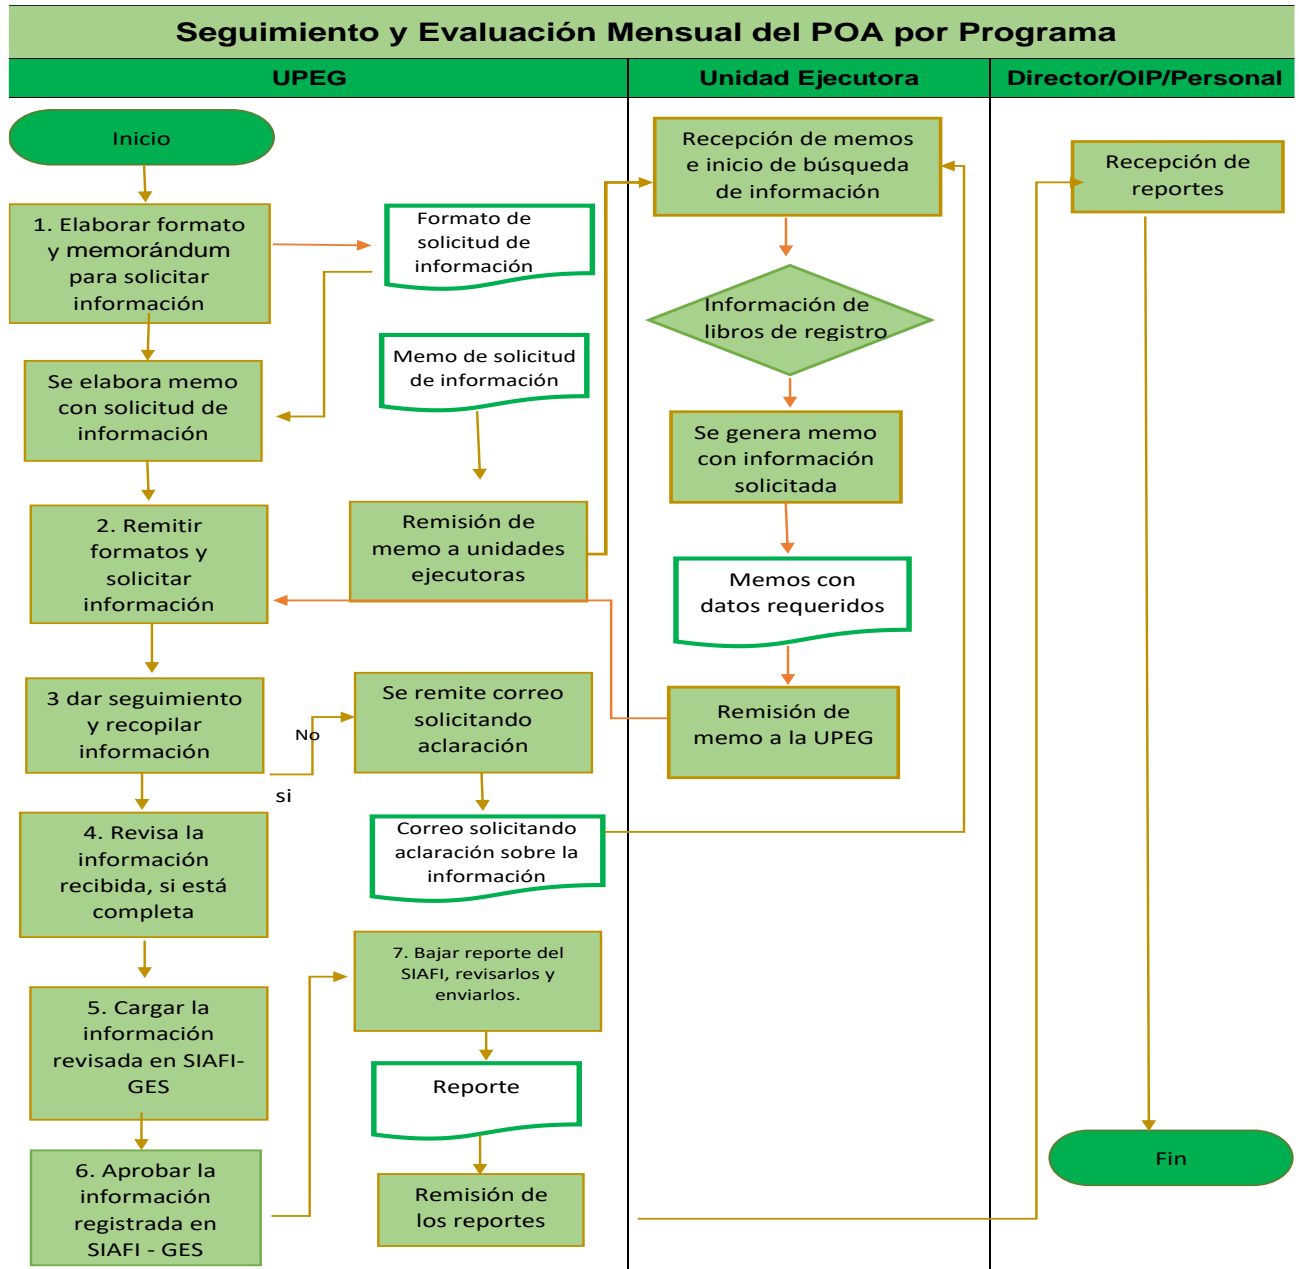 Seguimiento y Evaluación Mensual del POA por Programa
UPEG
Unidad Ejecutora
Director/OIP/Personal
Inicio
1. Elaborar formato
y memorándum
para solicitar
información
Formato de
solicitud de
información
Se elabora memo
con solicitud de
información
Memo de solicitud
de información
2. Remitir
formatos y
solicitar
información
Remisión de
memo a unidades
ejecutoras
3 dar seguimiento
y recopilar
información
No
si
Se remite correo
solicitando
aclaración
4. Revisa la
información
recibida, si está
completa
Correo solicitando
aclaración sobre la
información
5. Cargar la
información
revisada en SIAFI-
GES
6. Aprobar la
información
registrada en
SIAFI - GES
7. Bajar reporte del
SIAFI, revisarlos y
enviarlos.
Reporte
Remisión de
los reportes
Recepción de memos
e inicio de búsqueda
de información
Información de
libros de registro
Se genera memo
con información
solicitada
Memos con
datos requeridos
Remisión de
memo a la UPEG
Recepción de
reportes
Fin